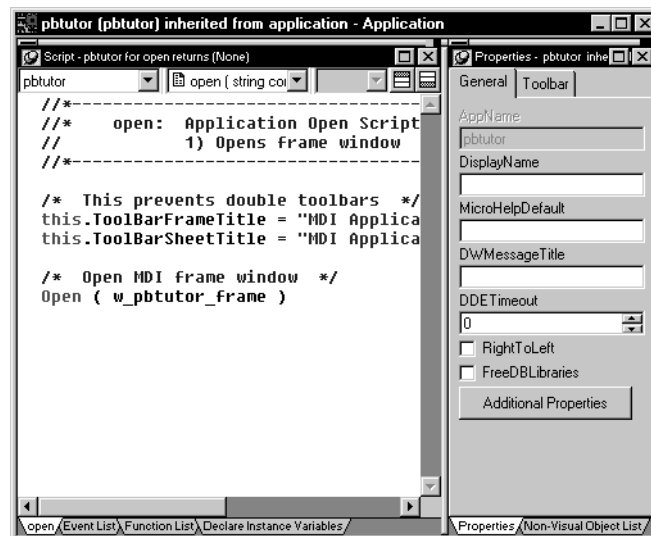 pbtutor (pbtutor) inherited from application - Application
Script - pbtutor for open returns (None)
pbtutor
open ( string co
//*-------------------------------------
//*    open:  Application Open Script
//           1) Opens frame window
//*-------------------------------------
/*  This prevents double toolbars  */
this.ToolBarFrameTitle = "MDI Applica
this.ToolBarSheetTitle = "MDI Applica
/*  Open MDI frame window  */
Open ( w_pbtutor_frame )
open Event List Function List Declare Instance Variables
Properties - pbtutor inhe
General Toolbar
AppName
pbtutor
DisplayName
MicroHelpDefault
DWMessageTitle
DDETimeout
0
RightToLeft
FreeDBLibraries
Additional Properties
Properties Non-Visual Object List